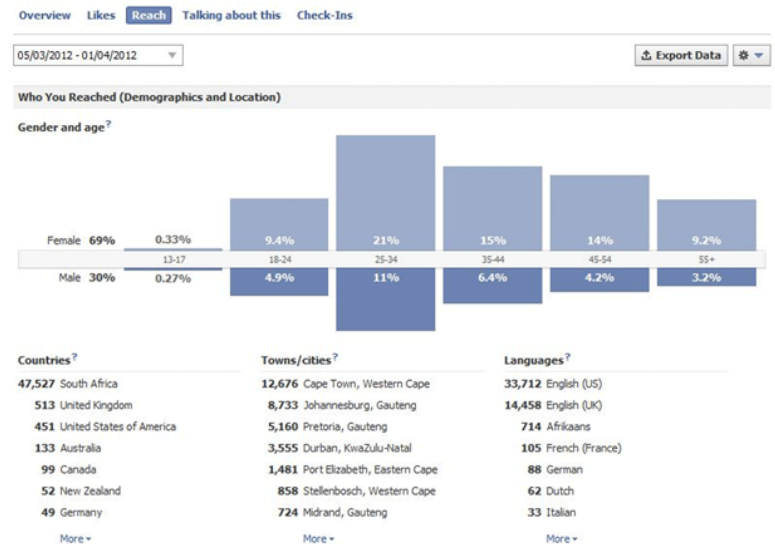 Overview Likes Reach Talking about this Check-Ins
05/03/2012 - 01/04/2012
Export Data
Who You Reached (Demographics and Location)
Gender and age?
Female 69% 0.33% 9.4% 21% 15% 14% 9.2%
13-17 18-24 25-34 35-44 45-54 55+
Male 30% 0.27% 4.9% 11% 6.4% 4.2% 3.2%
Countries?
47,527 South Africa
513 United Kingdom
451 United States of America
133 Australia
99 Canada
52 New Zealand
49 Germany
More
Towns/cities?
12,676 Cape Town, Western Cape
8,733 Johannesburg, Gauteng
5,160 Pretoria, Gauteng
3,555 Durban, KwaZulu-Natal
1,481 Port Elizabeth, Eastern Cape
858 Stellenbosch, Western Cape
724 Midrand, Gauteng
More
Languages?
33,712 English (US)
14,458 English (UK)
714 Afrikaans
105 French (France)
88 German
62 Dutch
33 Italian
More